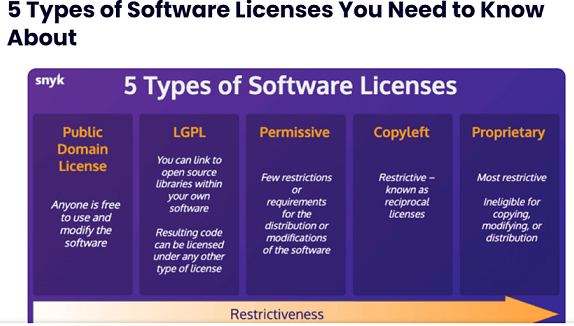 5 Types of Software Licenses You Need to Know
About
snyk
5 Types of Software Licenses
Public
Domain
License
Anyone is free
to use and
modify the
software
LGPL
You can link to
open source
libraries within
your own
software
Resulting code
can be licensed
under any other
type of license
Permissive
Few restrictions
or
requirements
for the
distribution or
modifications
of the software
Copyleft
Restrictive –
known as
reciprocal
licenses
Proprietary
Most restrictive
Ineligible for
copying,
modifying, or
distribution
Restrictiveness